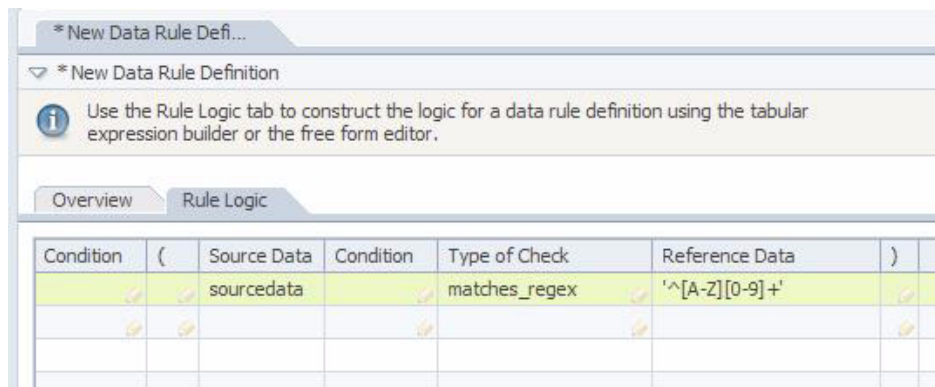 *New Data Rule Defi...
* New Data Rule Definition
Use the Rule Logic tab to construct the logic for a data rule definition using the tabular
expression builder or the free form editor.
Overview Rule Logic
Condition ( Source Data Condition Type of Check Reference Data )
sourcedata matches_regex '^[A-Z][0-9]+'